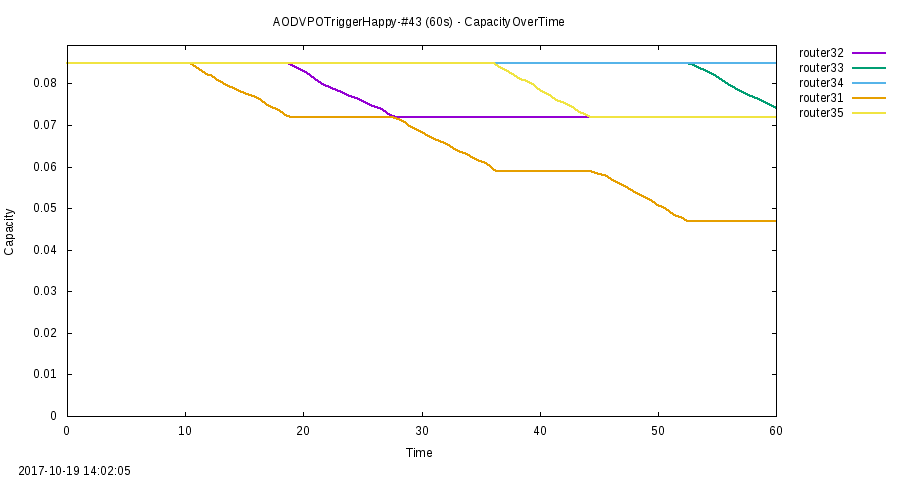 AODVPOTriggerHappy-#43 (60s) - CapacityOverTime
router32
router33
router34
router31
router35
0.08
0.07
0.06
0.05
0.04
0.03
0.02
0.01
0
Capacity
0 10 20 30 40 50 60
Time
2017-10-19 14:02:05